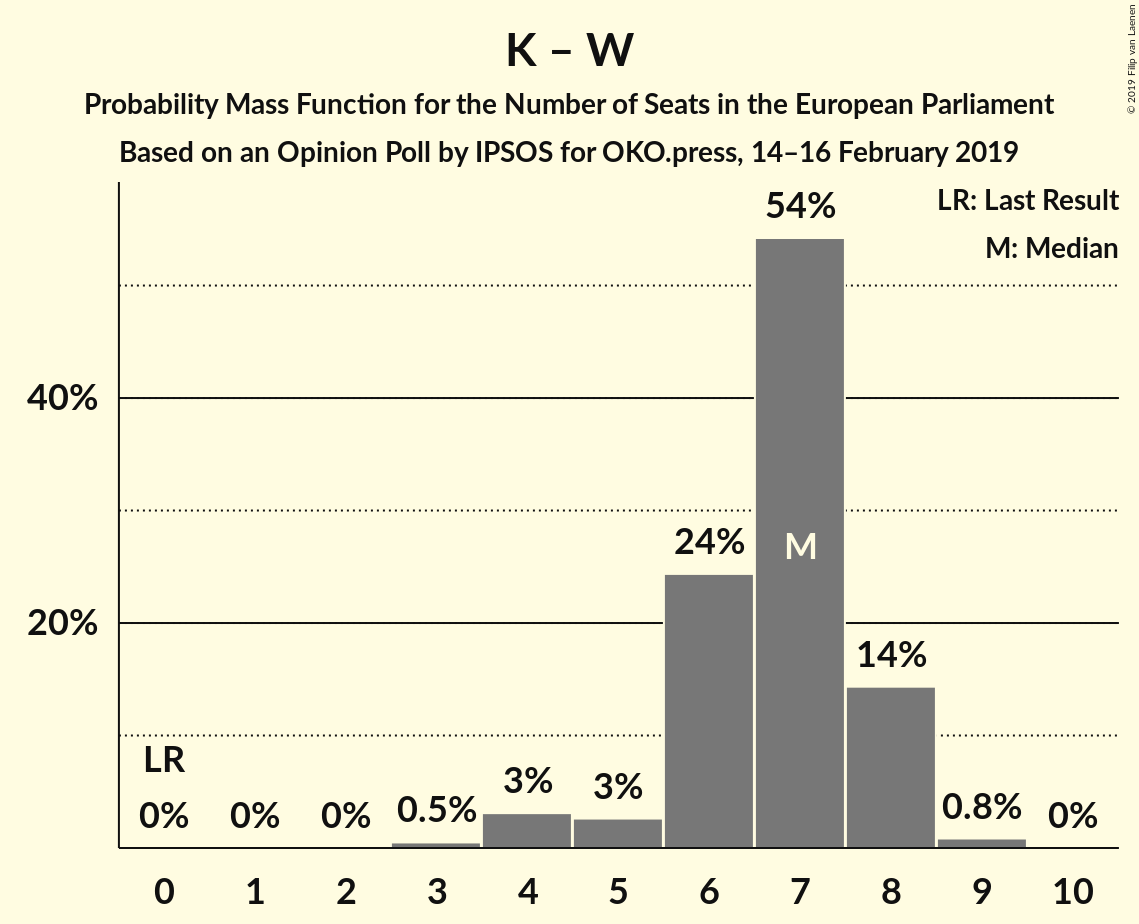 K – W
Probability Mass Function for the Number of Seats in the European Parliament
Based on an Opinion Poll by IPSOS for OKO.press, 14–16 February 2019
© 2019 Filip van Laenen
LR: Last Result
M: Median
54%
40%
24%
M
20%
14%
LR
0%
0%
0%
0.5%
3%
3%
0.8%
0%
0 1 2 3 4 5 6 7 8 9 10